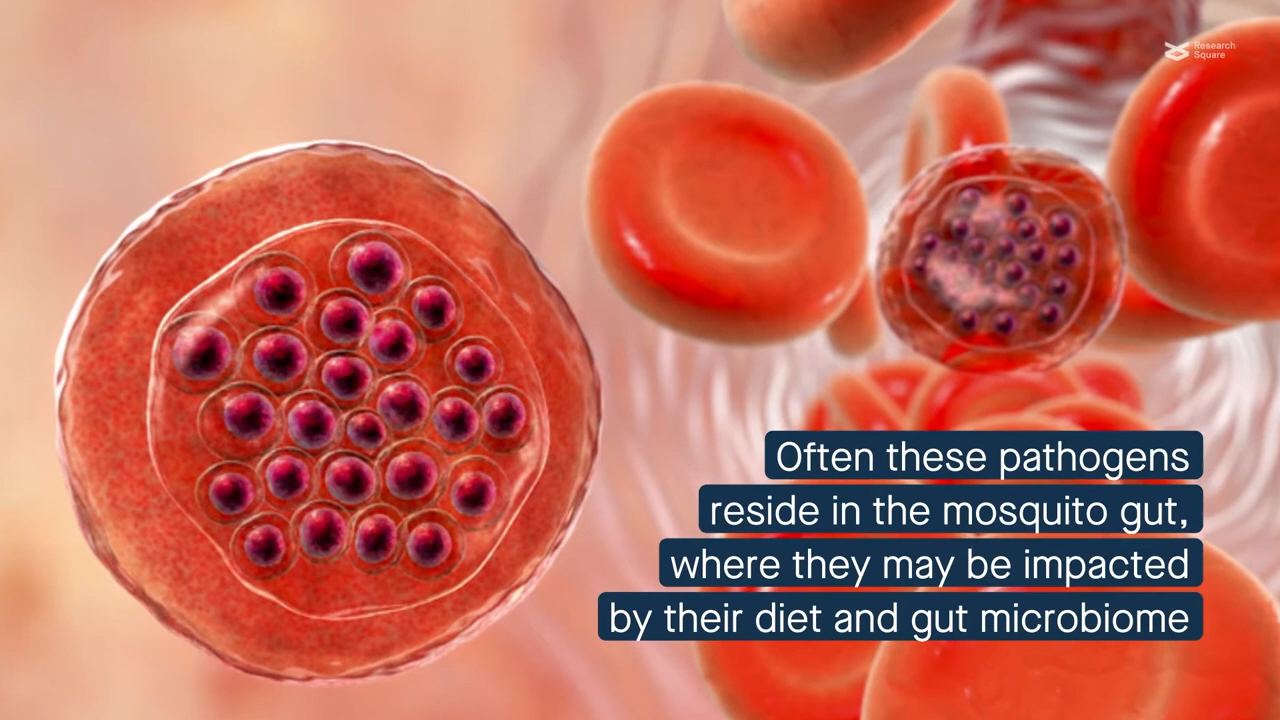 Research
Square
Often these pathogens
reside in the mosquito gut,
where they may be impacted
by their diet and gut microbiome